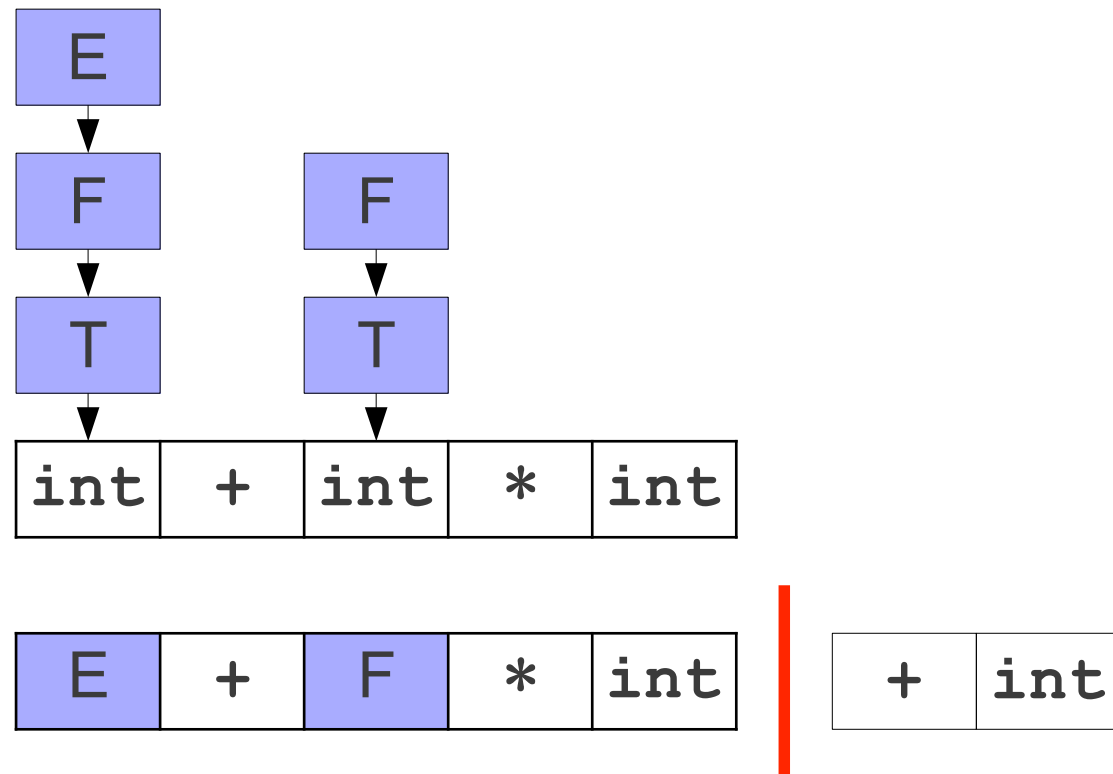 E
F F
T T
int + int * int
E + F * int + int